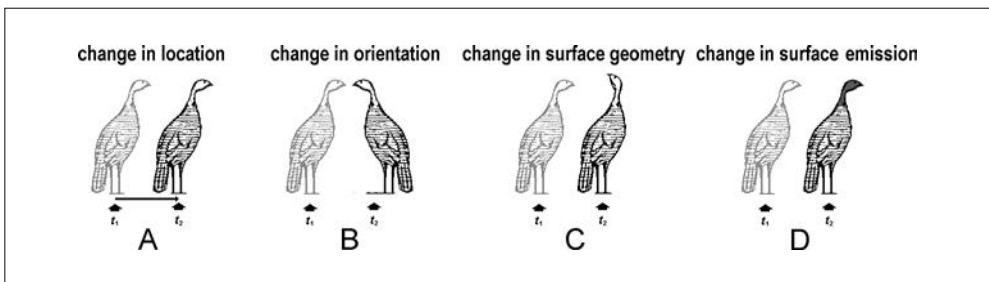 change in location change in orientation change in surface geometry change in surface emission
t₁ t₂ t₁ t₂ t₁ t₂ t₁ t₂
A B C D